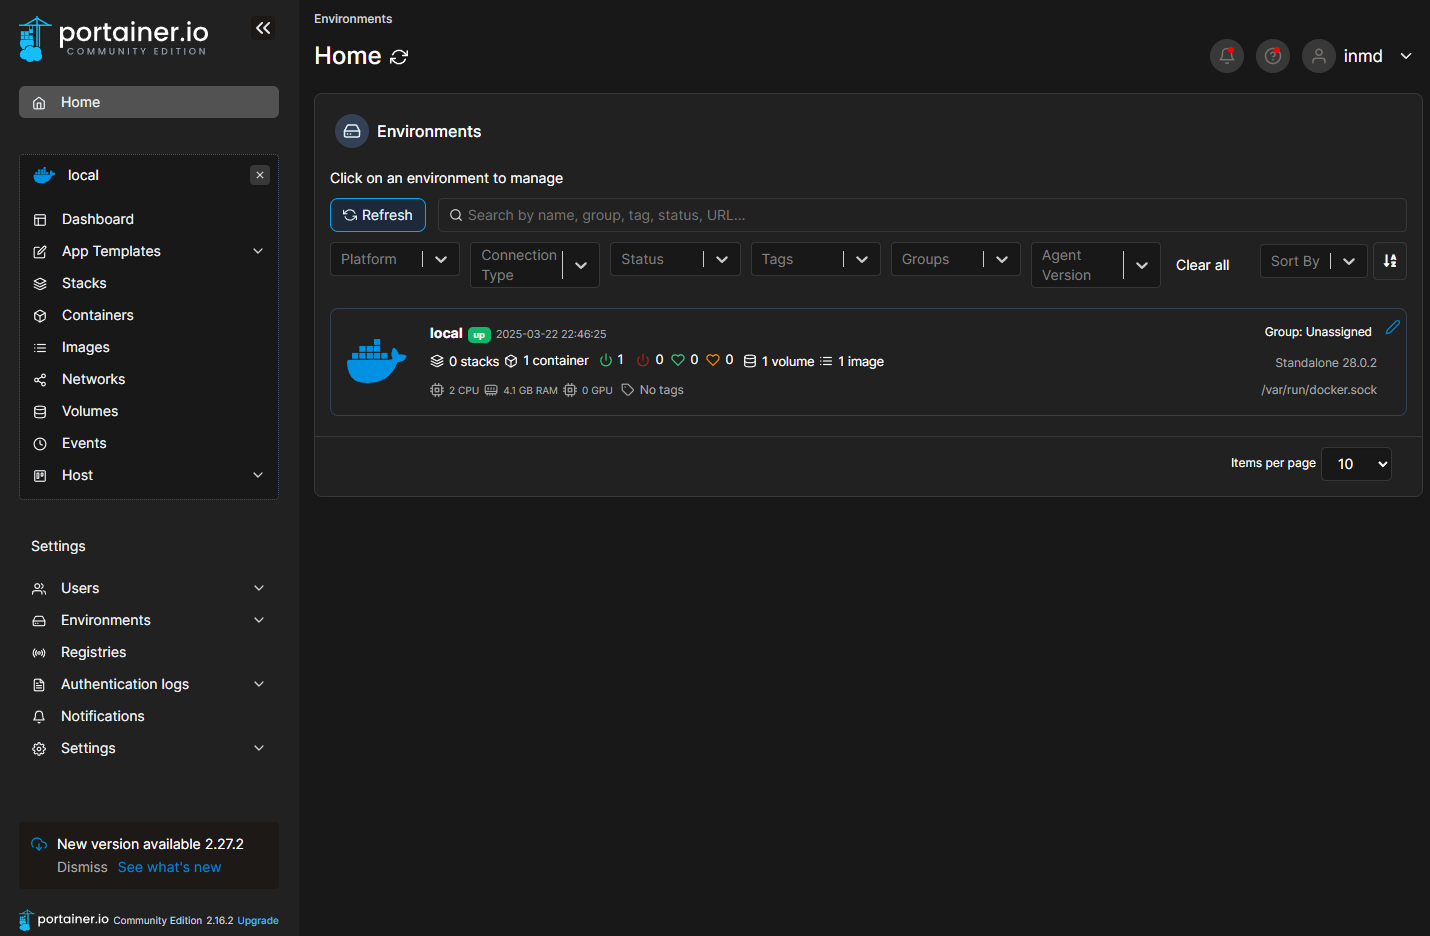 portainer.io
COMMUNITY EDITION
Home
local
Dashboard
App Templates
Stacks
Containers
Images
Networks
Volumes
Events
Host
Settings
Users
Environments
Registries
Authentication logs
Notifications
Settings
New version available 2.27.2
Dismiss See what's new
portainer.io Community Edition 2.16.2 Upgrade
Environments
Home
inmd
Environments
Click on an environment to manage
Refresh
Search by name, group, tag, status, URL...
Platform
Connection
Type
Status
Tags
Groups
Agent
Version
Clear all
Sort By
local up 2025-03-22 22:46:25
Group: Unassigned
0 stacks 1 container 1 0 0 0 1 volume 1 image
Standalone 28.0.2
2 CPU 4.1 GB RAM 0 GPU No tags
/var/run/docker.sock
Items per page 10